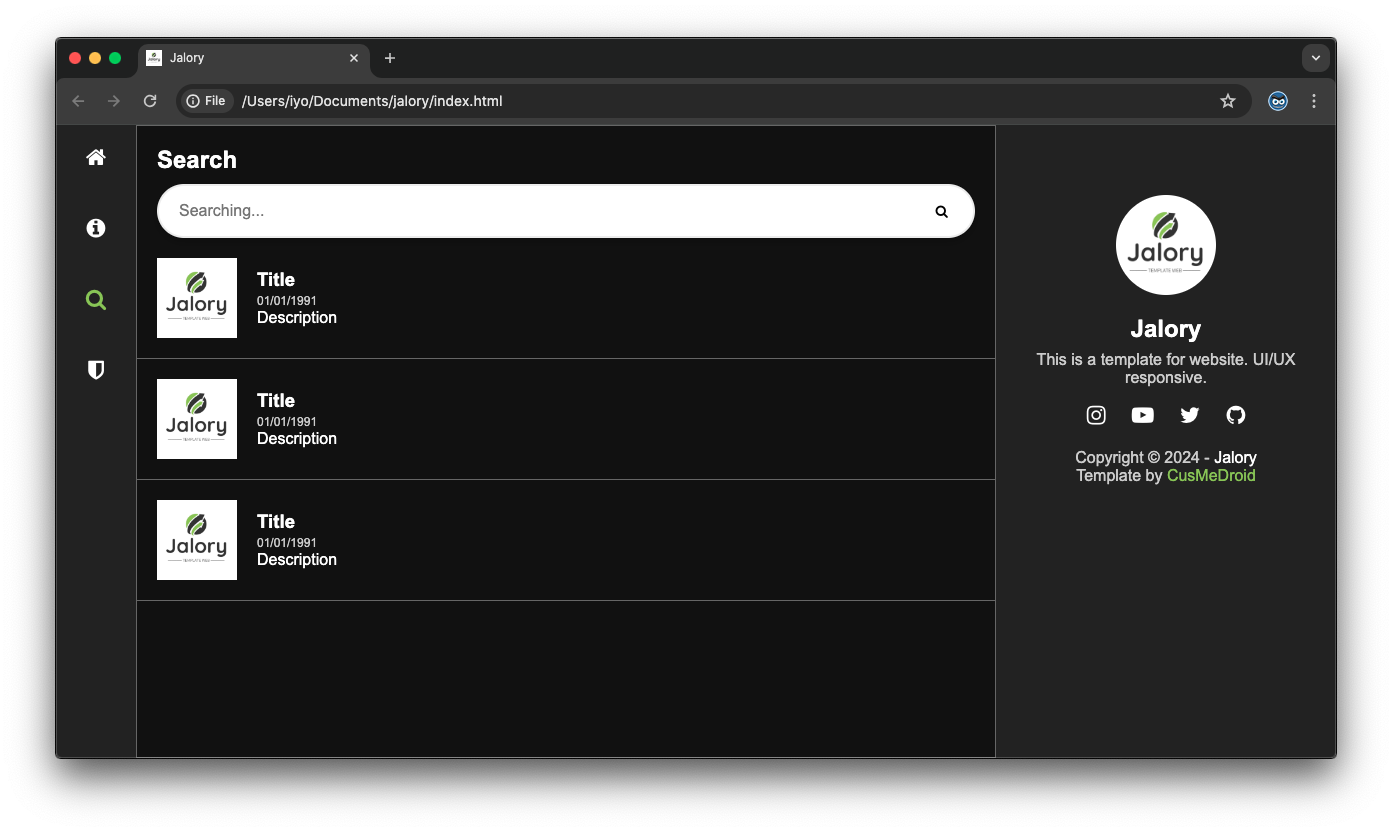 Jalory
File
/Users/iyo/Documents/jalory/index.html
Search
Searching...
Jalory
TEMPLATE WEB
Title
01/01/1991
Description
Jalory
TEMPLATE WEB
Title
01/01/1991
Description
Jalory
TEMPLATE WEB
Title
01/01/1991
Description
Jalory
TEMPLATE WEB
Jalory
This is a template for website. UI/UX
responsive.
Copyright © 2024 - Jalory
Template by CusMeDroid